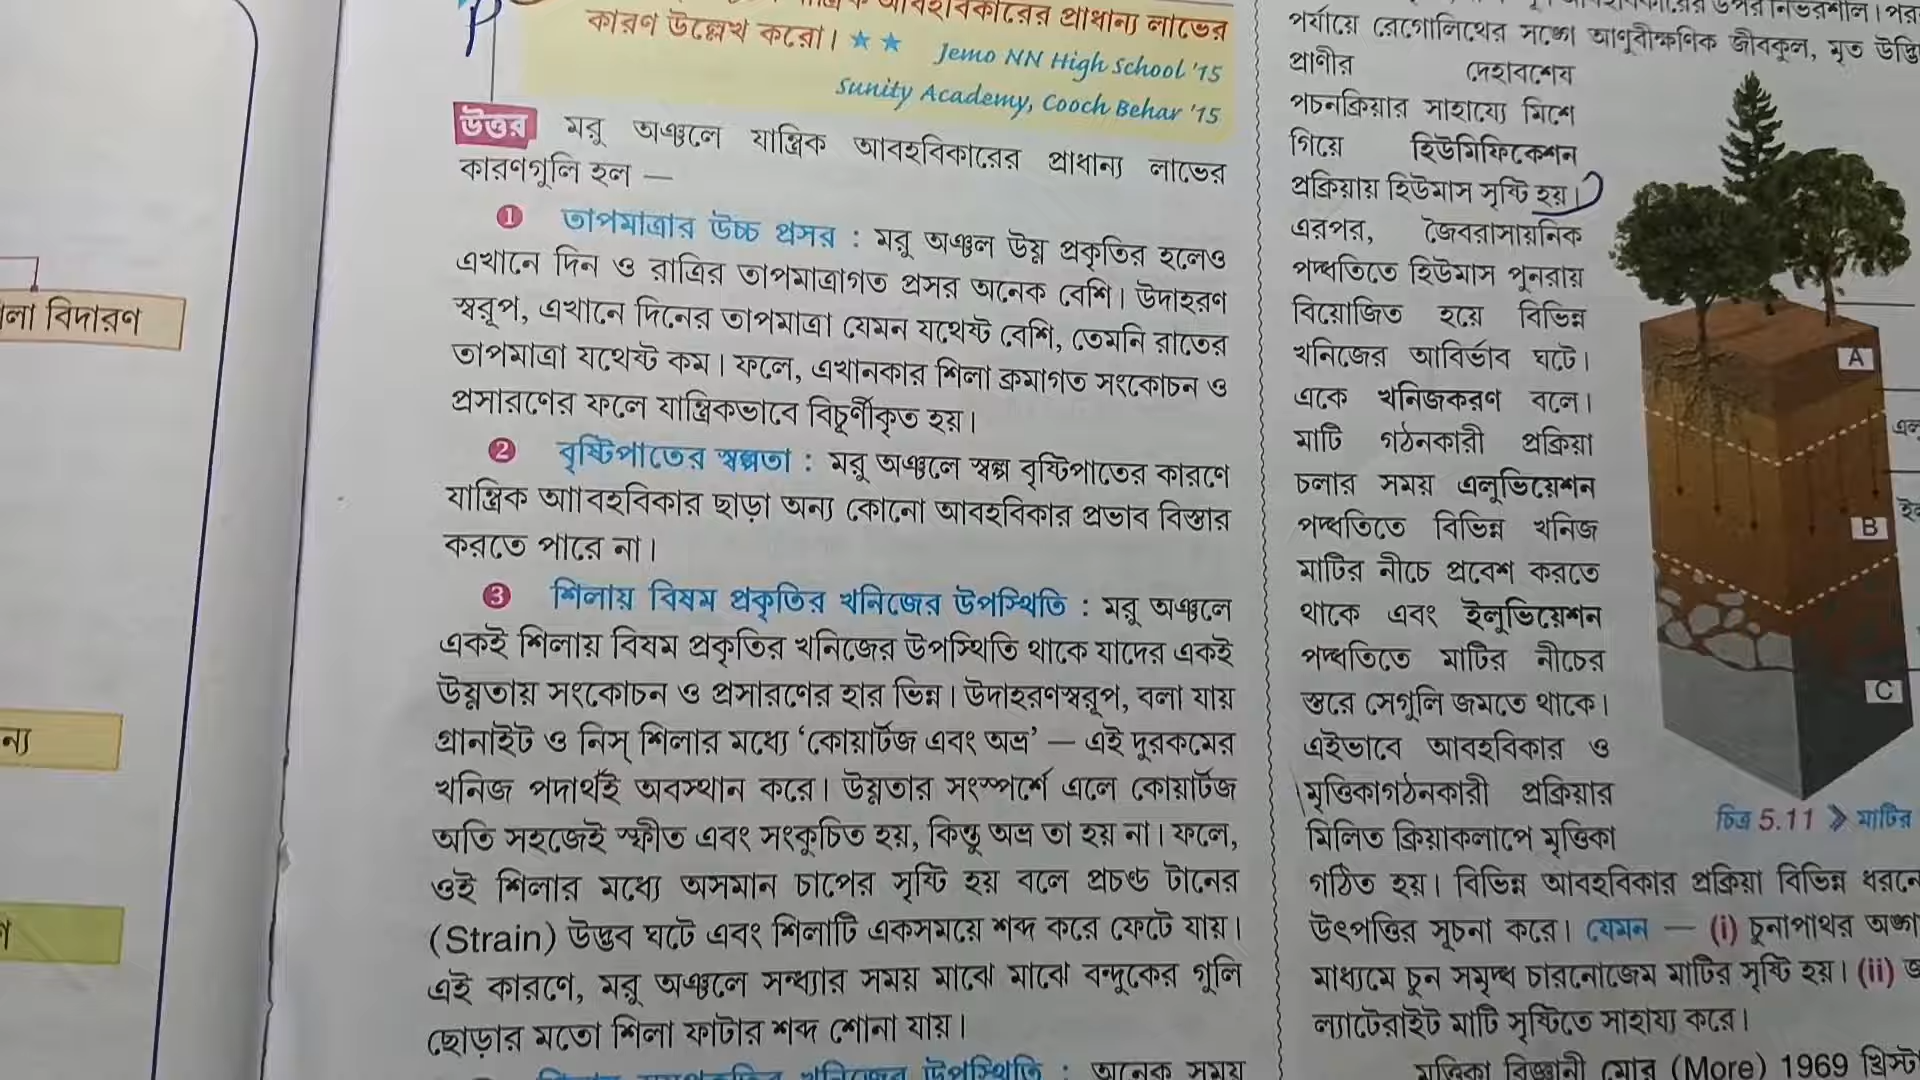 আবহবিকারের প্রাধান্য লাভের
কারণ উল্লেখ করো। ★ ★
Jemo NN High School '15
Sunity Academy, Cooch Behar '15
উত্তর মরু অঞ্চলে যান্ত্রিক আবহবিকারের প্রাধান্য লাভের
কারণগুলি হল —
1 তাপমাত্রার উচ্চ প্রসর : মরু অঞ্চল উষ্ণ প্রকৃতির হলেও
এখানে দিন ও রাত্রির তাপমাত্রাগত প্রসর অনেক বেশি। উদাহরণ
স্বরূপ, এখানে দিনের তাপমাত্রা যেমন যথেষ্ট বেশি, তেমনি রাতের
তাপমাত্রা যথেষ্ট কম। ফলে, এখানকার শিলা ক্রমাগত সংকোচন ও
প্রসারণের ফলে যান্ত্রিকভাবে বিচূর্ণীকৃত হয়।
2 বৃষ্টিপাতের স্বল্পতা : মরু অঞ্চলে স্বল্প বৃষ্টিপাতের কারণে
যান্ত্রিক আাবহবিকার ছাড়া অন্য কোনো আবহবিকার প্রভাব বিস্তার
করতে পারে না।
3 শিলায় বিষম প্রকৃতির খনিজের উপস্থিতি : মরু অঞ্চলে
একই শিলায় বিষম প্রকৃতির খনিজের উপস্থিতি থাকে যাদের একই
উষ্ণতায় সংকোচন ও প্রসারণের হার ভিন্ন। উদাহরণস্বরূপ, বলা যায়
গ্রানাইট ও নিস্ শিলার মধ্যে ‘কোয়ার্টজ এবং অভ্র’ — এই দুরকমের
খনিজ পদার্থই অবস্থান করে। উষ্ণতার সংস্পর্শে এলে কোয়ার্টজ
অতি সহজেই স্ফীত এবং সংকুচিত হয়, কিন্তু অভ্র তা হয় না। ফলে,
ওই শিলার মধ্যে অসমান চাপের সৃষ্টি হয় বলে প্রচণ্ড টানের
(Strain) উদ্ভব ঘটে এবং শিলাটি একসময়ে শব্দ করে ফেটে যায়।
এই কারণে, মরু অঞ্চলে সন্ধ্যার সময় মাঝে মাঝে বন্দুকের গুলি
ছোড়ার মতো শিলা ফাটার শব্দ শোনা যায়।
খনিজের উপস্থিতি : অনেক সময়
পর্যায়ে রেগোলিথের সঙ্গে আণুবীক্ষণিক জীবকুল, মৃত
প্রাণীর দেহাবশেষ
পচনক্রিয়ার সাহায্যে মিশে
গিয়ে হিউমিফিকেশন
প্রক্রিয়ায় হিউমাস সৃষ্টি হয়।
এরপর, জৈবরাসায়নিক
পদ্ধতিতে হিউমাস পুনরায়
বিয়োজিত হয়ে বিভিন্ন
খনিজের আবির্ভাব ঘটে।
একে খনিজকরণ বলে।
মাটি গঠনকারী প্রক্রিয়া
চলার সময় এলুভিয়েশন
পদ্ধতিতে বিভিন্ন খনিজ
মাটির নীচে প্রবেশ করতে
থাকে এবং ইলুভিয়েশন
পদ্ধতিতে মাটির নীচের
স্তরে সেগুলি জমতে থাকে।
এইভাবে আবহবিকার ও
মৃত্তিকাগঠনকারী প্রক্রিয়ার
মিলিত ক্রিয়াকলাপে মৃত্তিকা
গঠিত হয়। বিভিন্ন আবহবিকার প্রক্রিয়া বিভিন্ন
উৎপত্তির সূচনা করে। যেমন — (i) চুনাপাথর
মাধ্যমে চুন সমৃদ্ধ চারনোজেম মাটির সৃষ্টি হয়। (ii)
ল্যাটেরাইট মাটি সৃষ্টিতে সাহায্য করে।
মৃত্তিকা বিজ্ঞানী মোর (More) 1969
A
B
C
চিত্র 5.11 » মাটির
বিদারণ